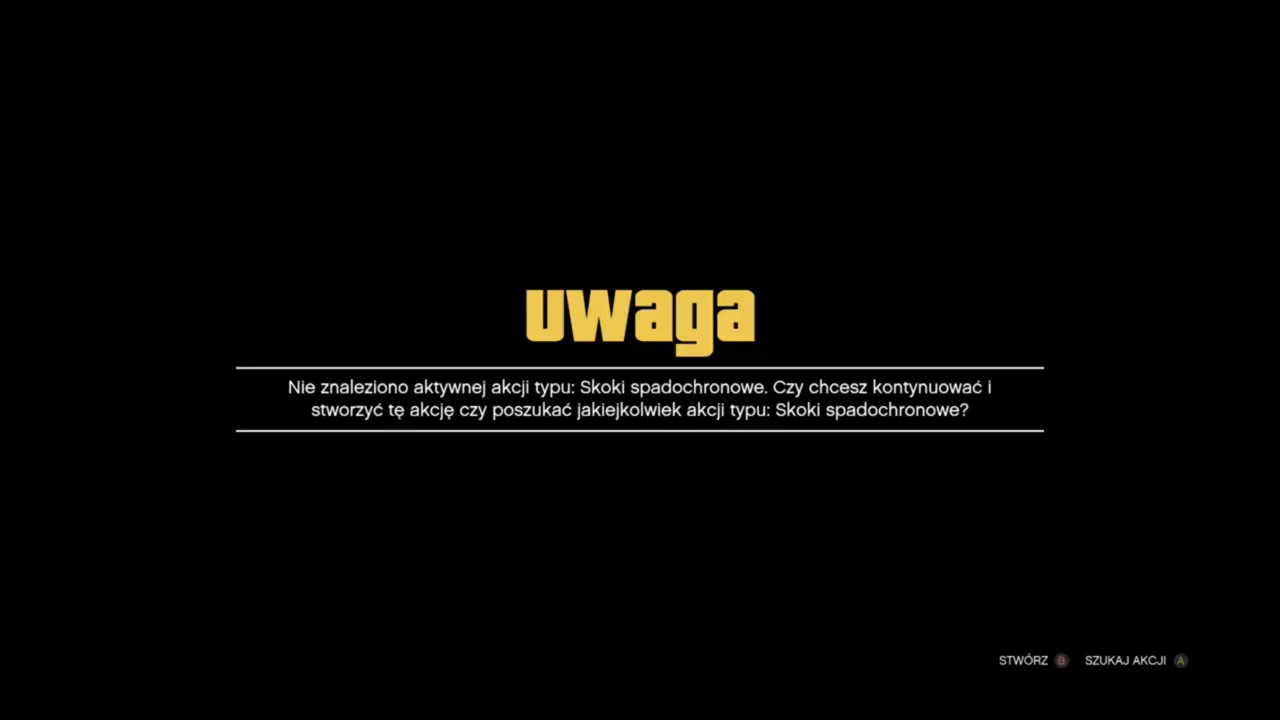 uwaga
Nie znaleziono aktywnej akcji typu: Skoki spadochronowe. Czy chcesz kontynuować i
stworzyć tę akcję czy poszukać jakiejkolwiek akcji typu: Skoki spadochronowe?
STWÓRZ B SZUKAJ AKCJI A